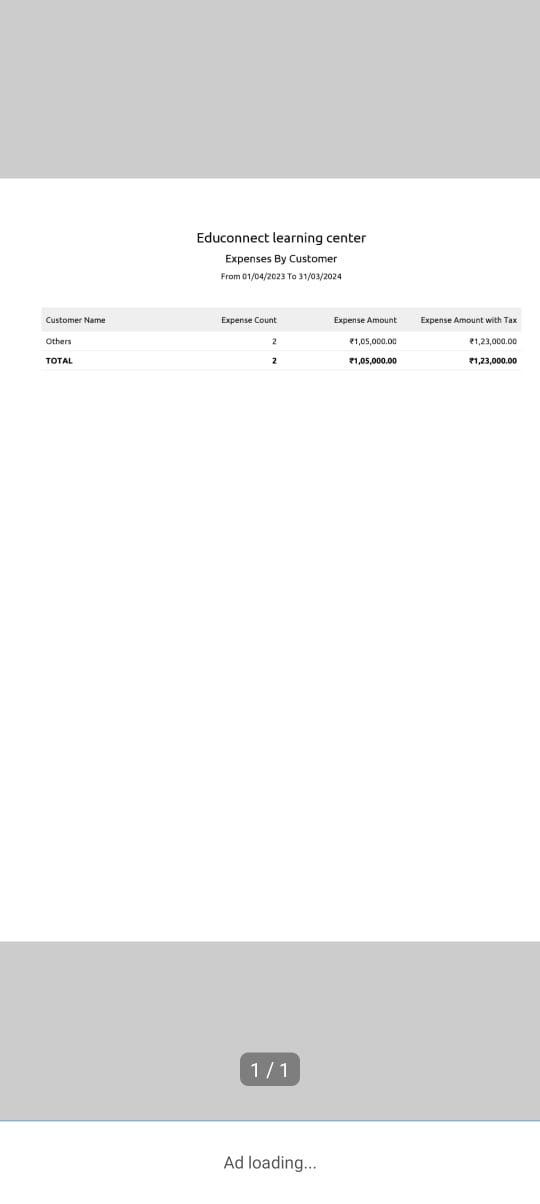 Educonnect learning center
Expenses By Customer
From 01/04/2023 To 31/03/2024
Customer Name Expense Count Expense Amount Expense Amount with Tax
Others 2 ₹1,05,000.00 ₹1,23,000.00
TOTAL 2 ₹1,05,000.00 ₹1,23,000.00
1 / 1
Ad loading...